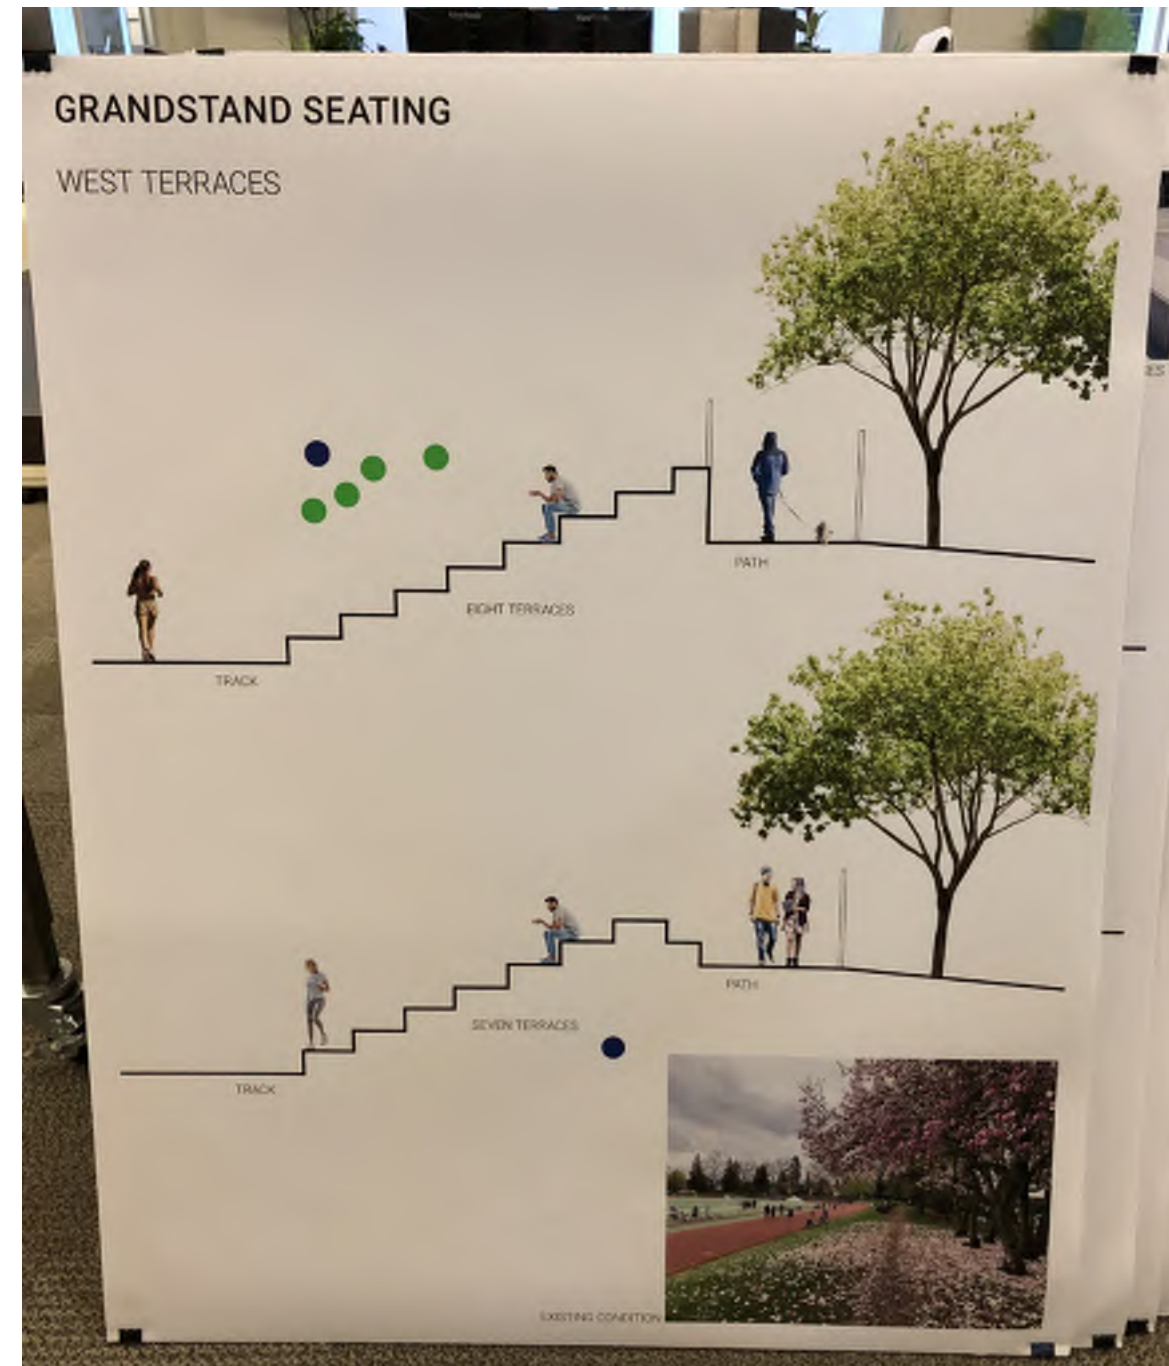 GRANDSTAND SEATING
WEST TERRACES
PATH
EIGHT TERRACES
TRACK
PATH
SEVEN TERRACES
TRACK
EXISTING CONDITION